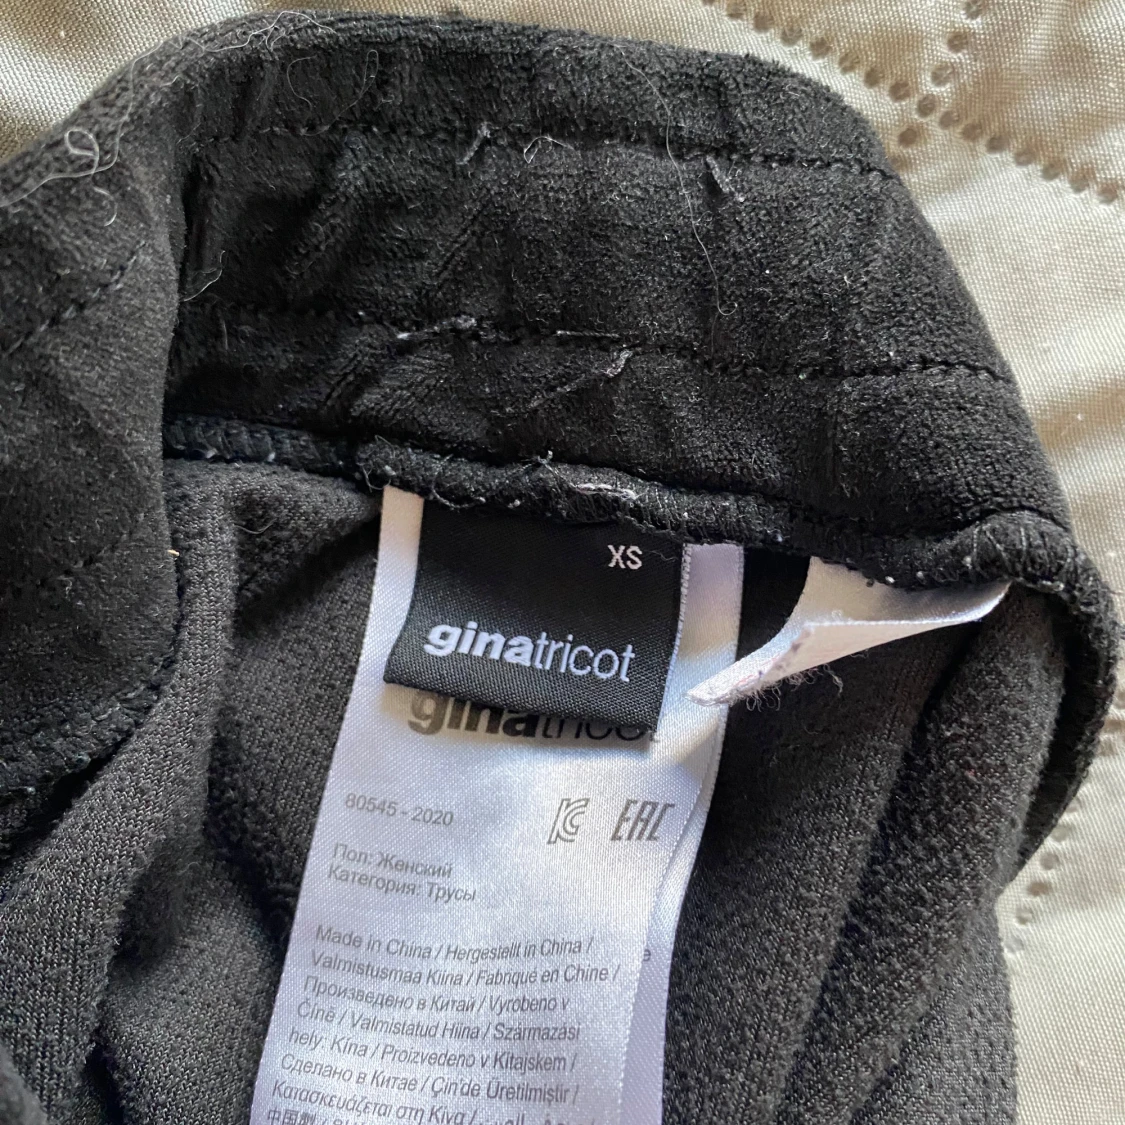 XS
ginatricot
ginatrico
80545 - 2020
EAC
Пол: Женский
Категория: Трусы
Made in China / Hergestellt in China /
Valmistusmaa Kiina / Fabriqué en Chine /
Произведено в Китай / Vyrobeno v
Číně / Valmistatud Hiina / Származási
hely: Kína / Proizvedeno v Kitajskem /
Сделано в Китае / Çin'de Üretilmiştir /
Κατασκευάζεται στη Κίνα /